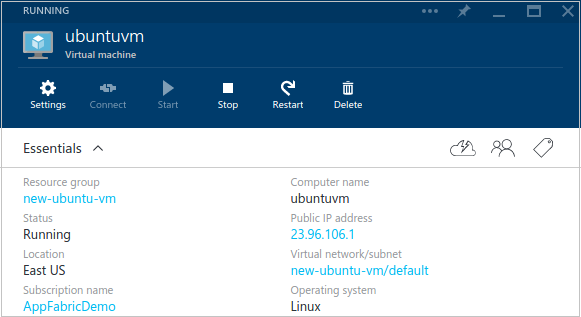 RUNNING
ubuntuvm
Virtual machine
Settings Connect Start Stop Restart Delete
Essentials
Resource group Computer name
new-ubuntu-vm ubuntuvm
Status Public IP address
Running 23.96.106.1
Location Virtual network/subnet
East US new-ubuntu-vm/default
Subscription name Operating system
AppFabricDemo Linux